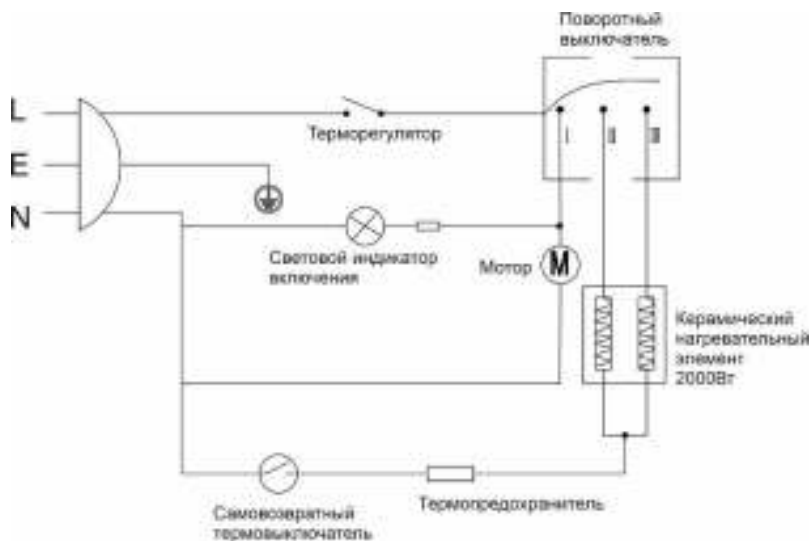 Поворотный
выключатель
L
Терморегулятор
I
II
III
E
N
Световой индикатор
включения
Мотор
M
Керамический
нагревательный
элемент
2000Вт
Термопредохранитель
Самовозвратный
термовыключатель